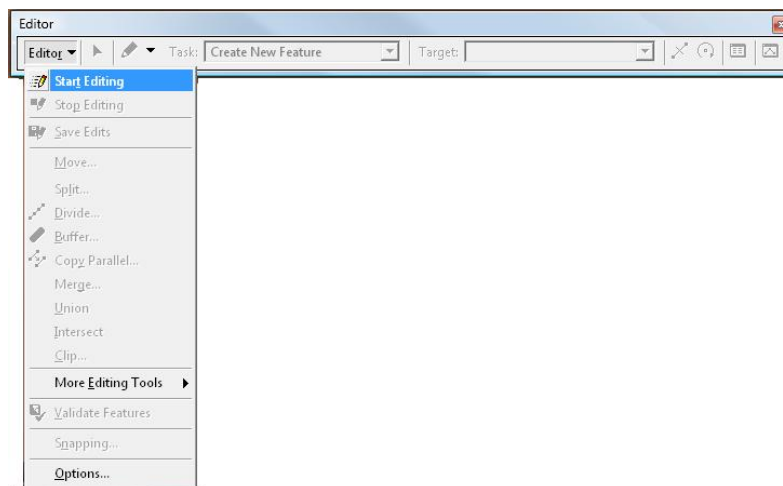 Editor
Editor Task: Create New Feature Target:
Start Editing
Stop Editing
Save Edits
Move...
Split...
Divide...
Buffer...
Copy Parallel...
Merge...
Union
Intersect
Clip...
More Editing Tools
Validate Features
Snapping...
Options...